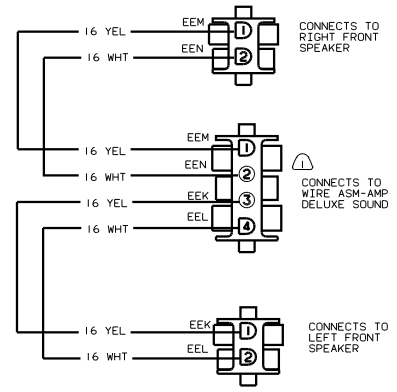 16 YEL EEM 1 CONNECTS TO
RIGHT FRONT
SPEAKER
16 WHT EEN 2
16 YEL EEM 1
1
16 WHT EEN 2 CONNECTS TO
WIRE ASM-AMP
DELUXE SOUND
16 YEL EEK 3
16 WHT EEL 4
16 YEL EEK 1 CONNECTS TO
LEFT FRONT
SPEAKER
16 WHT EEL 2